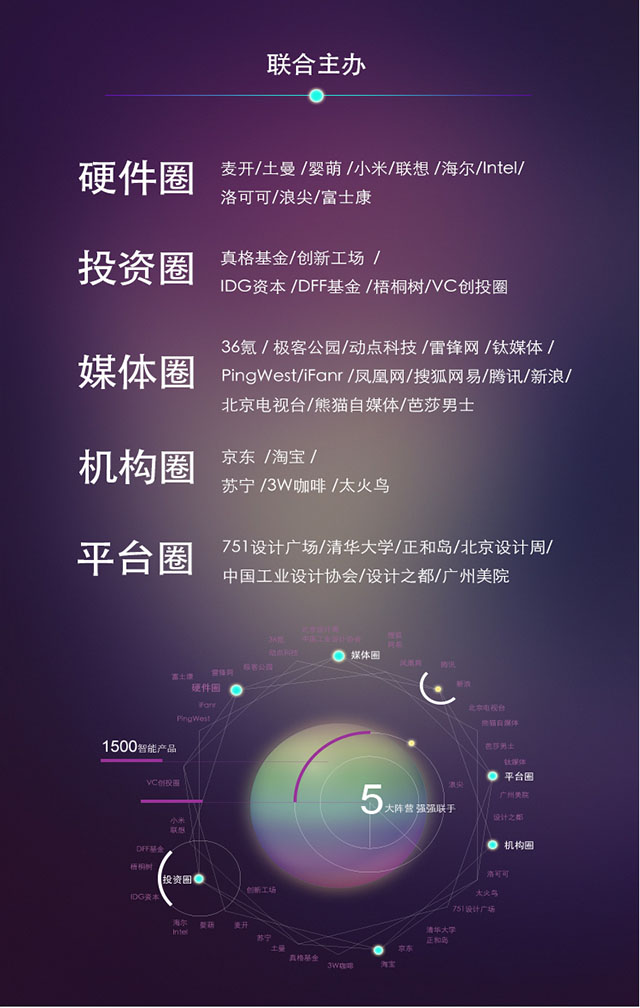 联合主办
硬件圈
麦开/土曼 /婴萌 /小米/联想 /海尔/Intel/
洛可可/浪尖/富士康
投资圈
真格基金/创新工场 /
IDG资本 /DFF基金 /梧桐树/VC创投圈
媒体圈
36氪 / 极客公园/动点科技 /雷锋网 /钛媒体 /
PingWest/iFanr /凤凰网/搜狐网易/腾讯/新浪/
北京电视台/熊猫自媒体/芭莎男士
机构圈
京东 /淘宝 /
苏宁 /3W咖啡 /太火鸟
平台圈
751设计广场/清华大学/正和岛/北京设计周/
中国工业设计协会/设计之都/广州美院
北京设计周
中国工业设计协会
36氪
搜狐
网易
动点科技
媒体圈
凤凰网
腾讯
极客公园
雷锋网
富士康
硬件圈
新浪
iFanr
PingWest
北京电视台
熊猫自媒体
1500智能产品
芭莎男士
钛媒体
平台圈
VC创投圈
浪尖
广州美院
5大阵营 强强联手
小米
联想
设计之都
DFF基金
机构圈
梧桐树
投资圈
洛可可
IDG资本
创新工场
太火鸟
751设计广场
海尔
Intel
婴萌
麦开
清华大学
正和岛
苏宁
土曼
京东
真格基金
3W咖啡
淘宝